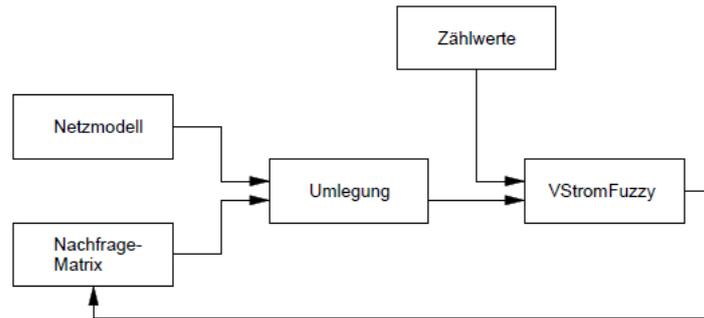 Zählwerte
Netzmodell
Umlegung
VStromFuzzy
Nachfrage-
Matrix